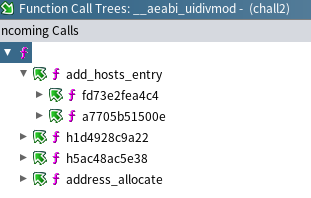 Function Call Trees: __aeabi_uidivmod - (chall2)
ncoming Calls
f
f add_hosts_entry
f fd73e2fea4c4
f a7705b51500e
f h1d4928c9a22
f h5ac48ac5e38
f address_allocate